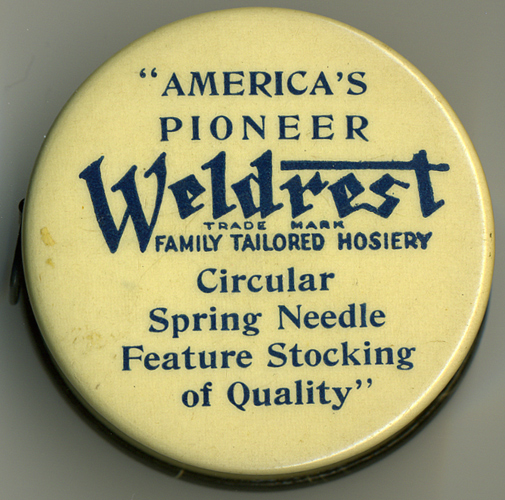 "AMERICA'S
PIONEER
Weldrest
TRADE MARK
FAMILY TAILORED HOSIERY
Circular
Spring Needle
Feature Stocking
of Quality"